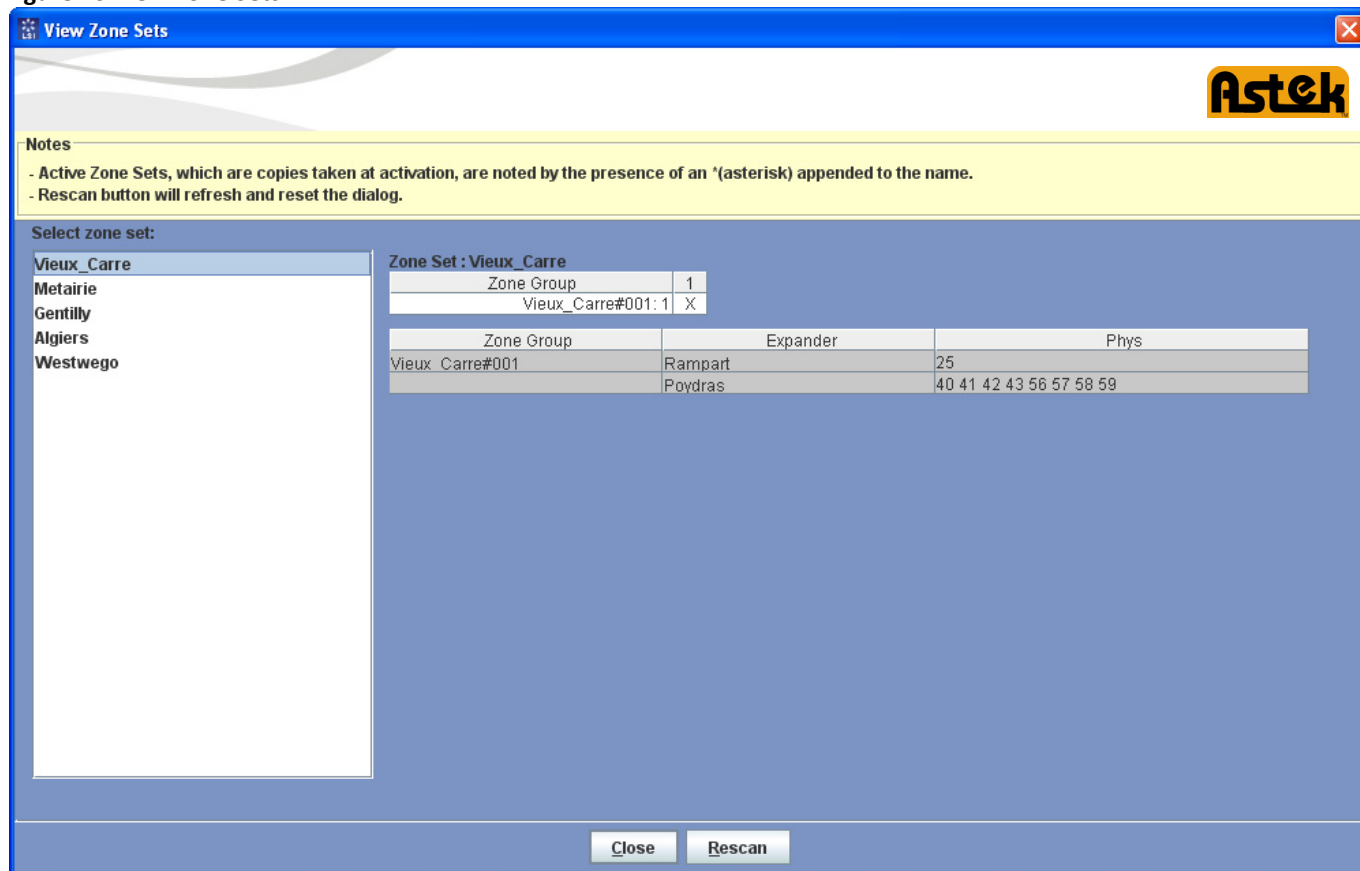 View Zone Sets
Astek
Notes
- Active Zone Sets, which are copies taken at activation, are noted by the presence of an *(asterisk) appended to the name.
- Rescan button will refresh and reset the dialog.
Select zone set:
Vieux_Carre
Metairie
Gentilly
Algiers
Westwego
Zone Set : Vieux_Carre
Zone Group 1
Vieux_Carre#001: 1 X
Zone Group Expander Phys
Vieux_Carre#001 Rampart 25
Poydras 40 41 42 43 56 57 58 59
Close Rescan